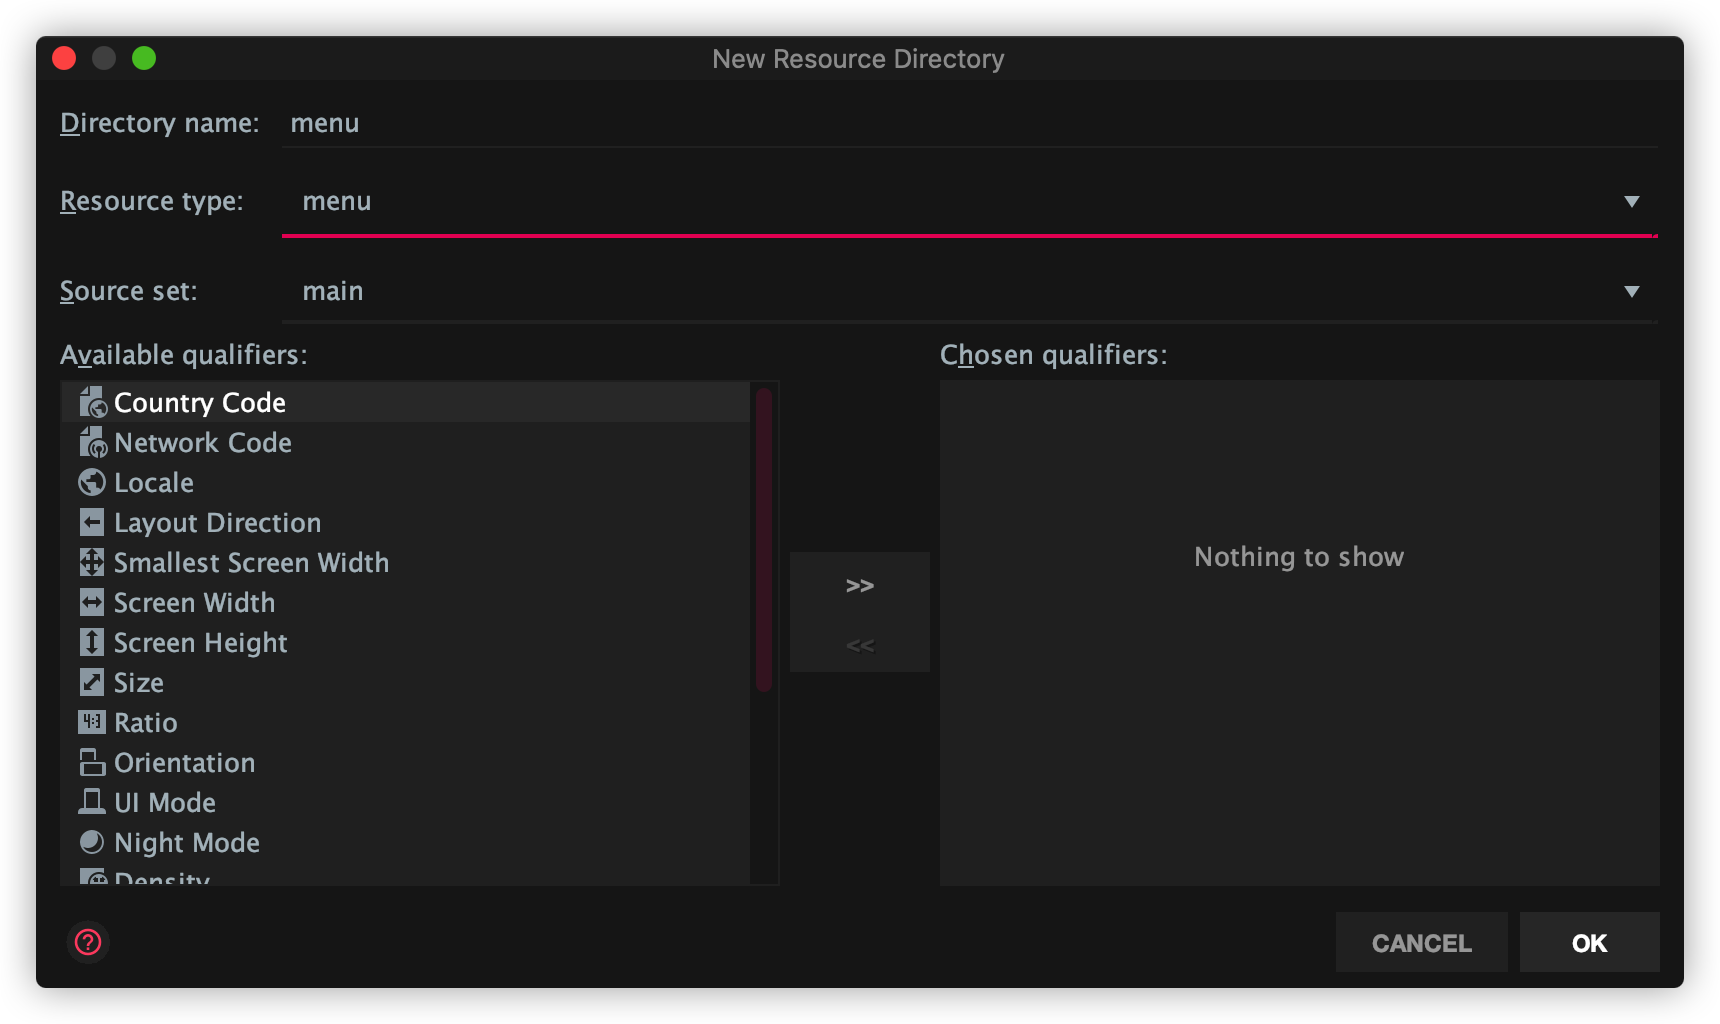 New Resource Directory
Directory name: menu
Resource type: menu
Source set: main
Available qualifiers:
Chosen qualifiers:
Country Code
Network Code
Locale
Layout Direction
Smallest Screen Width
Screen Width
Screen Height
Size
4:3 Ratio
Orientation
UI Mode
Night Mode
Density
>>
<<
Nothing to show
?
CANCEL
OK